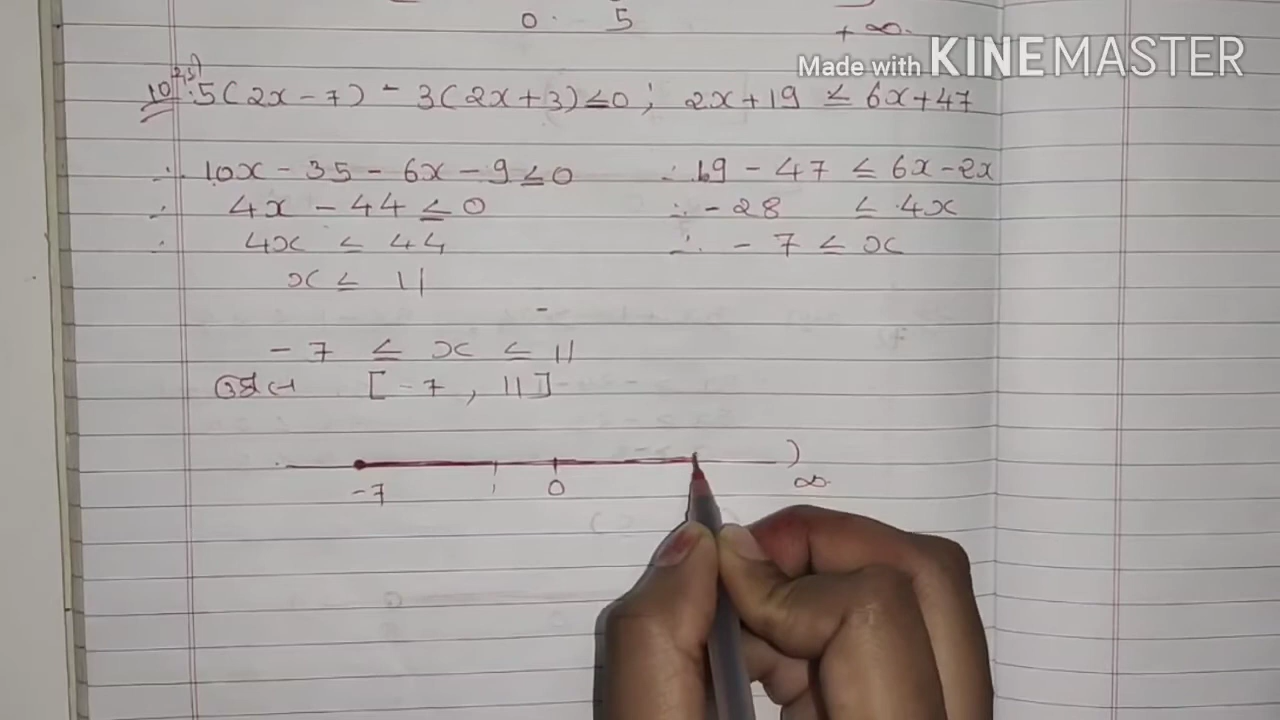 0 5 + ∞
Made with KINEMASTER
10 5(2x-7) - 3(2x+3) ≤ 0 ; 2x+19 ≤ 6x+47
∴ 10x - 35 - 6x - 9 ≤ 0 ∴ 19 - 47 ≤ 6x-2x
∴ 4x - 44 ≤ 0 ∴ -28 ≤ 4x
∴ 4x ≤ 44 ∴ -7 ≤ x
x ≤ 11
-7 ≤ x ≤ 11
[-7, 11]
-7 0 ) ∞